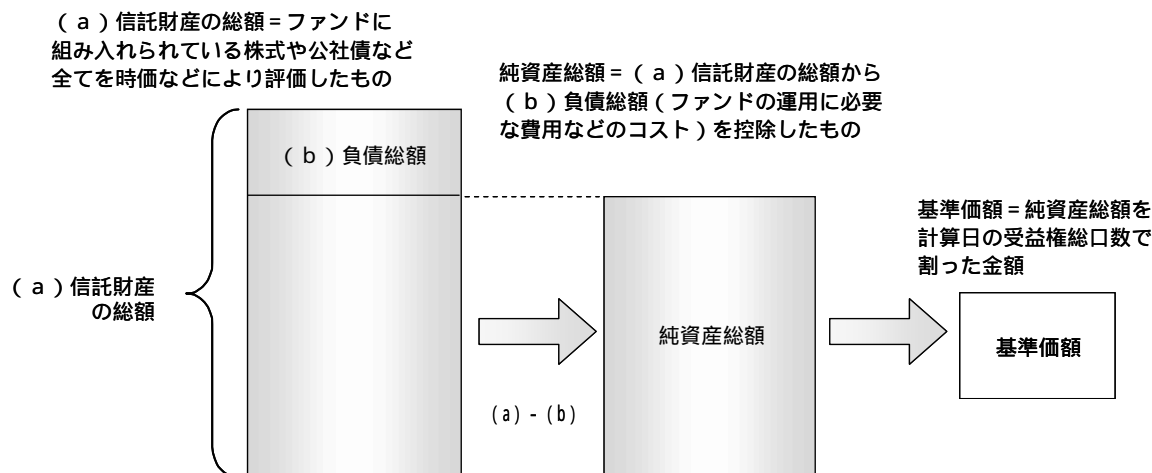 (ａ)信託財産の総額＝ファンドに
組み入れられている株式や公社債など
全てを時価などにより評価したもの
純資産総額＝(ａ)信託財産の総額から
(ｂ)負債総額(ファンドの運用に必要
な費用などのコスト)を控除したもの
(ｂ)負債総額
基準価額＝純資産総額を
計算日の受益権総口数で
割った金額
(ａ)信託財産
の総額
純資産総額
基準価額
(a) - (b)